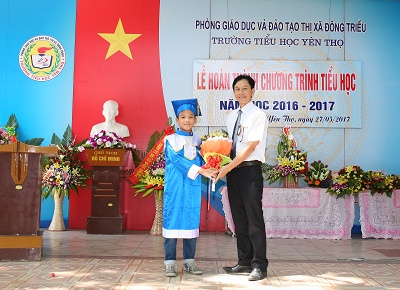 PHÒNG GIÁO DỤC VÀ ĐÀO TẠO THỊ XÃ ĐÔNG TRIỀU
TRƯỜNG TIỂU HỌC YÊN THỌ
LỄ HOÀN THÀNH CHƯƠNG TRÌNH TIỂU HỌC
NĂM HỌC 2016 - 2017
Yên Thọ, ngày 27/05/2017
HỒ CHÍ MINH